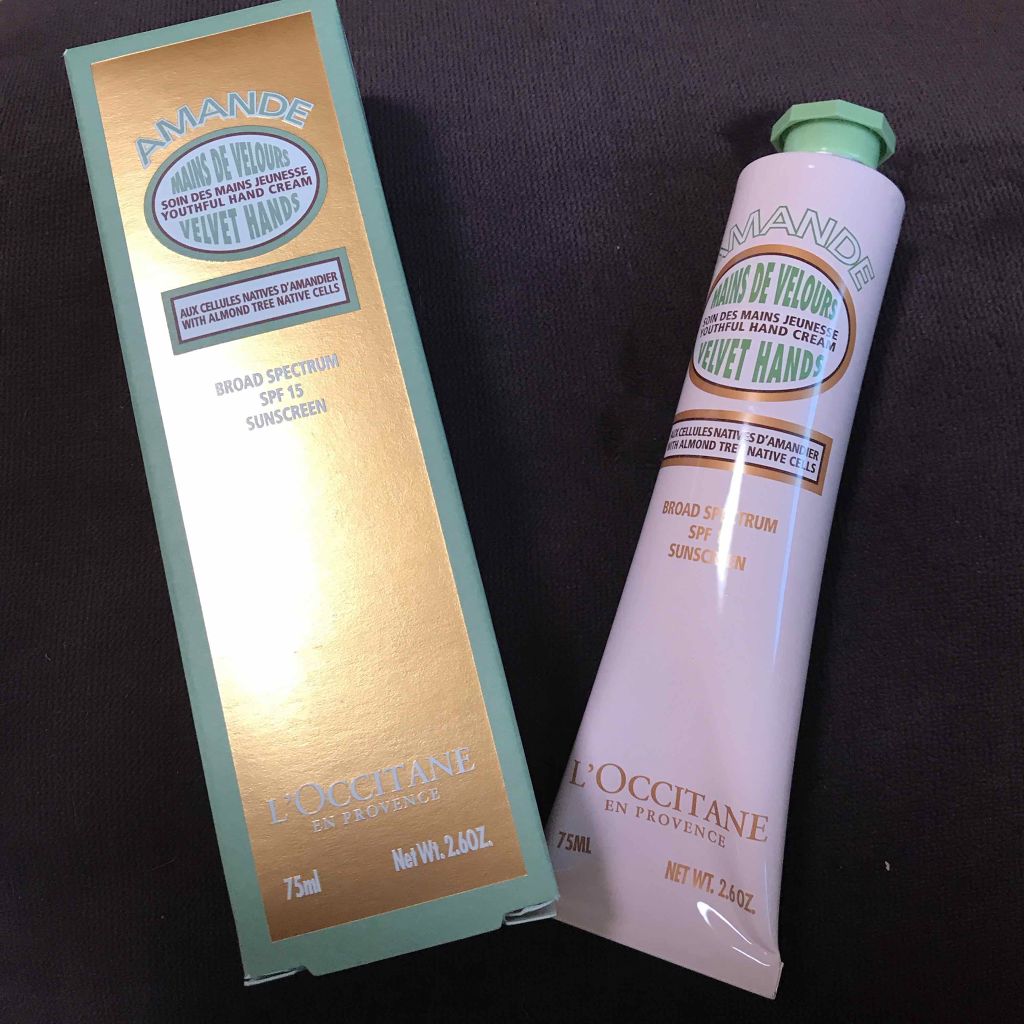 AMANDE
MAINS DE VELOURS
SOIN DES MAINS JEUNESSE
YOUTHFUL HAND CREAM
VELVET HANDS
AUX CELLULES NATIVES D'AMANDIER
WITH ALMOND TREE NATIVE CELLS
BROAD SPECTRUM
SPF 15
SUNSCREEN
L'OCCITANE
EN PROVENCE
75ml
Net Wt. 2.6OZ.
AMANDE
MAINS DE VELOURS
SOIN DES MAINS JEUNESSE
YOUTHFUL HAND CREAM
VELVET HANDS
AUX CELLULES NATIVES D'AMANDIER
WITH ALMOND TREE NATIVE CELLS
BROAD SPECTRUM
SPF
SUNSCREEN
L'OCCITANE
EN PROVENCE
75ML
NET WT. 2.6OZ.